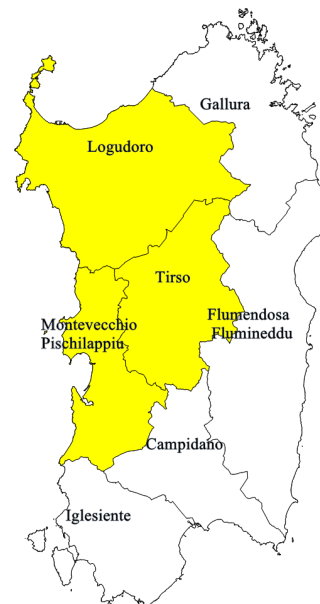 Gallura
Logudoro
Tirso
Flumendosa
Flumineddu
Montevecchio
Pischilappiu
Campidano
Iglesiente